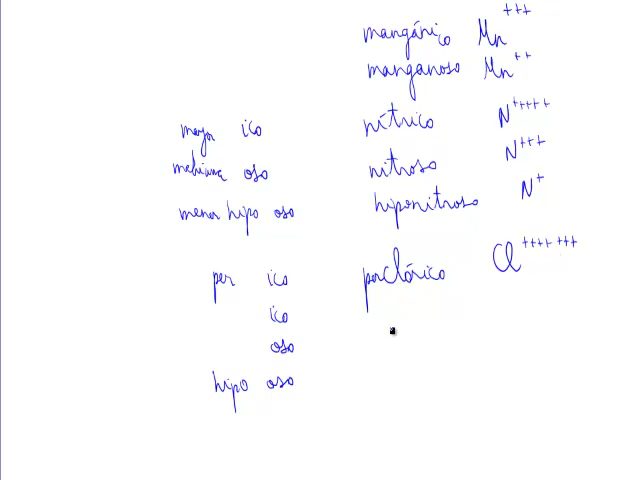 mangánico Mn+++
manganoso Mn++
nítrico N+++++
mayor ico
nitroso N+++
mediana oso
hiponitroso N+
menor hipo oso
perclórico Cl+++++++
per ico
ico
oso
hipo oso